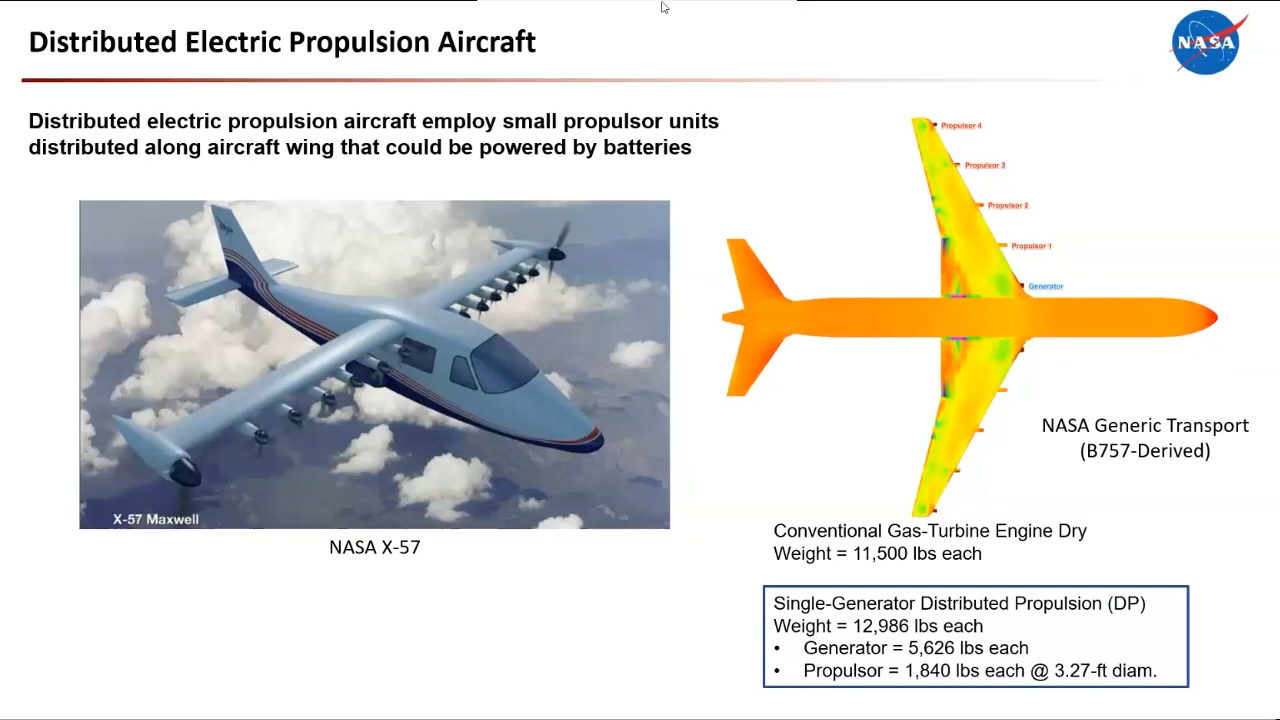 Distributed Electric Propulsion Aircraft
NASA
Distributed electric propulsion aircraft employ small propulsor units
distributed along aircraft wing that could be powered by batteries
Propulsor 4
Propulsor 3
Propulsor 2
Propulsor 1
Generator
NASA Generic Transport
(B757-Derived)
X-57 Maxwell
NASA X-57
Conventional Gas-Turbine Engine Dry
Weight = 11,500 lbs each
Single-Generator Distributed Propulsion (DP)
Weight = 12,986 lbs each
• Generator = 5,626 lbs each
• Propulsor = 1,840 lbs each @ 3.27-ft diam.